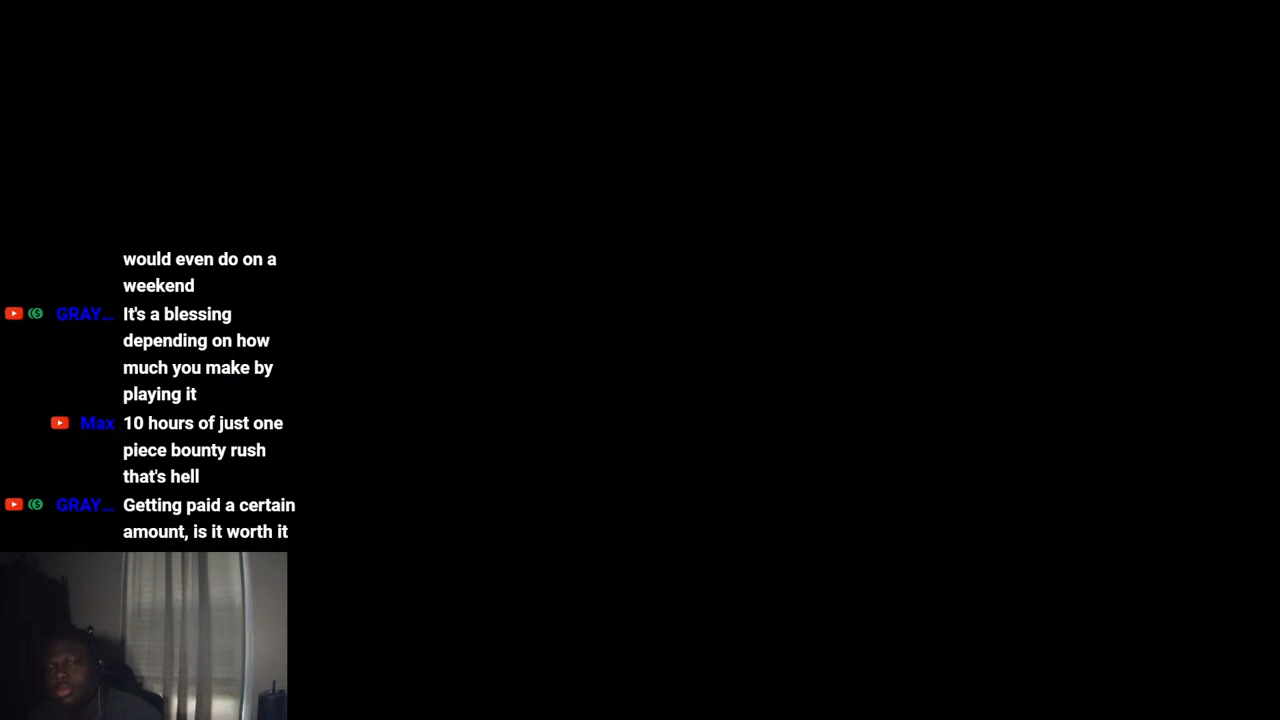 would even do on a
weekend
GRAY... It's a blessing
depending on how
much you make by
playing it
Max 10 hours of just one
piece bounty rush
that's hell
GRAY... Getting paid a certain
amount, is it worth it